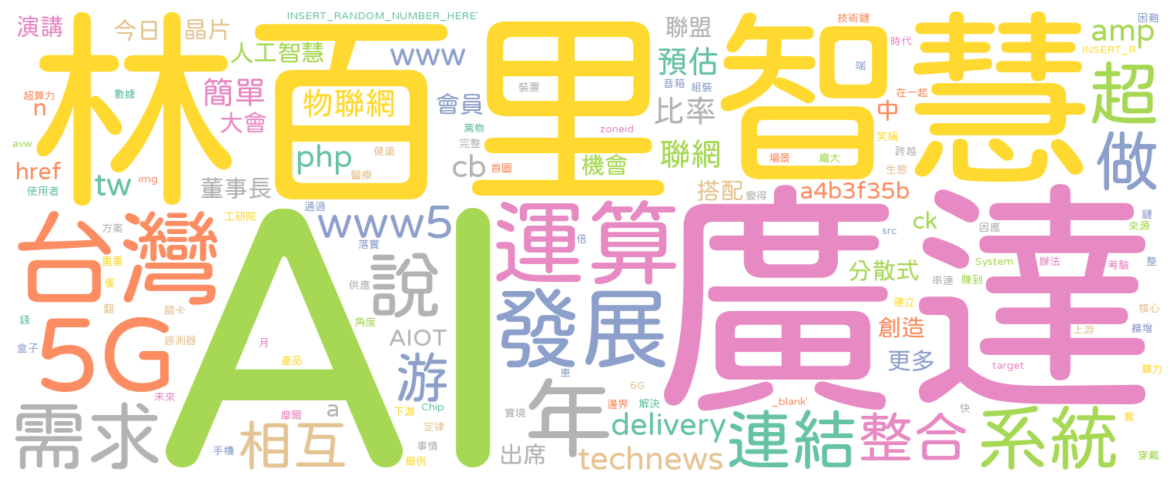 演講
今日
晶片
INSERT_RANDOM_NUMBER_HERE'
聯盟
技術鏈
困難
amp
林百里
智慧
人工智慧
www
預估
時代
INSERT_R
端
超算力
n
數據
簡單
大會
物聯網
會員
裝置
音箱
組裝
比率
在一起
中
超
avw
href
使用者
img
tw
董事長
php
健康
醫療
萬物
完整
cb
首圖
zoneid
機會
聯網
搭配
變得
場景
魔大
笑稱
跨越
生態
a4b3f35b
做
台灣
方案
重重
僅
翻
關卡
工研院
通過
www5
落實
供應
說
AI
運算
倍
廣達
src
ck
因應
System
賺到
辦法
考驗
鏈
來源
整
分散式
串連
建立
創造
更多
核心
擴增
上游
5G
錢
盒子
感測器
角度
AIOT
月
產品
發展
車
游
未來
target
算力
需求
相互
手機
摩爾
a
下游
Chip
定律
事情
舉例
實境
年
出席
6G
邊界
解決
_blank'
delivery
technews
連結
整合
快
系統
套
穿戴